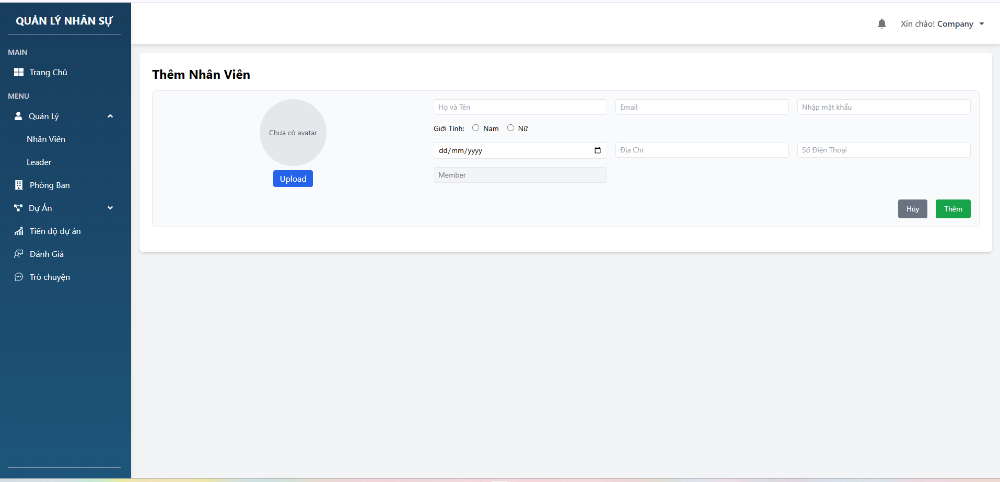 QUẢN LÝ NHÂN SỰ
MAIN
Trang Chủ
MENU
Quản Lý
Nhân Viên
Leader
Phòng Ban
Dự Án
Tiến độ dự án
Đánh Giá
Trò chuyện
Xin chào! Company
Thêm Nhân Viên
Chưa có avatar
Upload
Họ và Tên
Email
Nhập mật khẩu
Giới Tính: Nam Nữ
dd/mm/yyyy
Địa Chỉ
Số Điện Thoại
Member
Hủy
Thêm